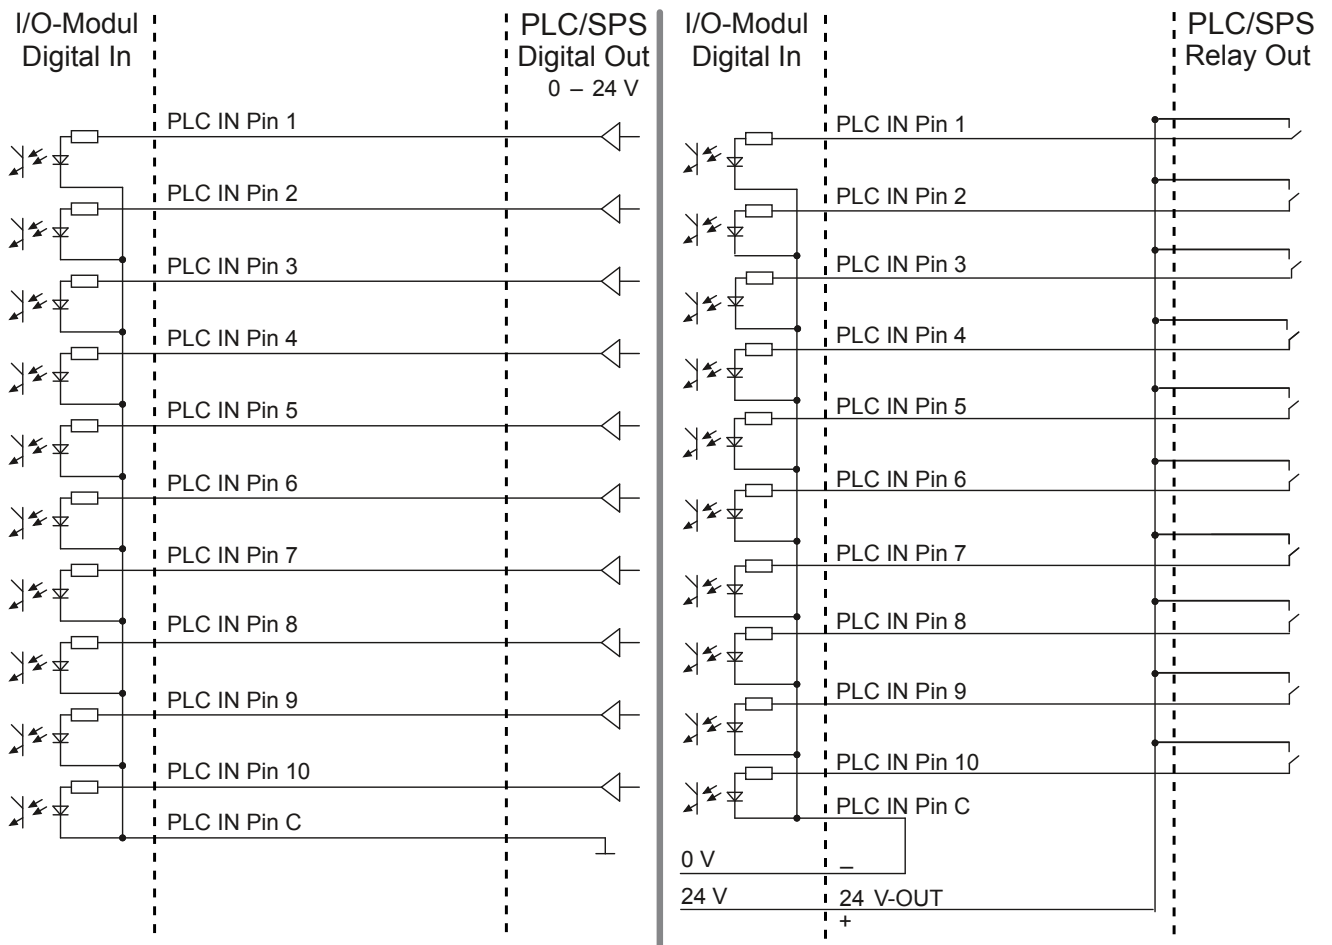 I/O-Modul
Digital In
PLC/SPS
Digital Out
0 – 24 V
PLC IN Pin 1
PLC IN Pin 2
PLC IN Pin 3
PLC IN Pin 4
PLC IN Pin 5
PLC IN Pin 6
PLC IN Pin 7
PLC IN Pin 8
PLC IN Pin 9
PLC IN Pin 10
PLC IN Pin C
I/O-Modul
Digital In
PLC/SPS
Relay Out
PLC IN Pin 1
PLC IN Pin 2
PLC IN Pin 3
PLC IN Pin 4
PLC IN Pin 5
PLC IN Pin 6
PLC IN Pin 7
PLC IN Pin 8
PLC IN Pin 9
PLC IN Pin 10
PLC IN Pin C
0 V –
24 V 24 V-OUT
+